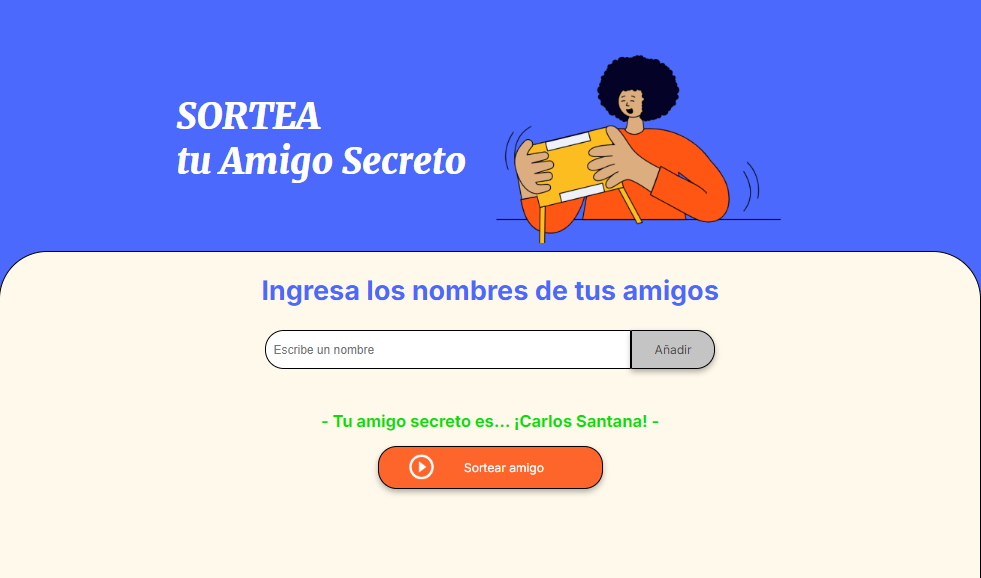 SORTEA
tu Amigo Secreto
Ingresa los nombres de tus amigos
Escribe un nombre
Añadir
- Tu amigo secreto es... ¡Carlos Santana! -
Sortear amigo